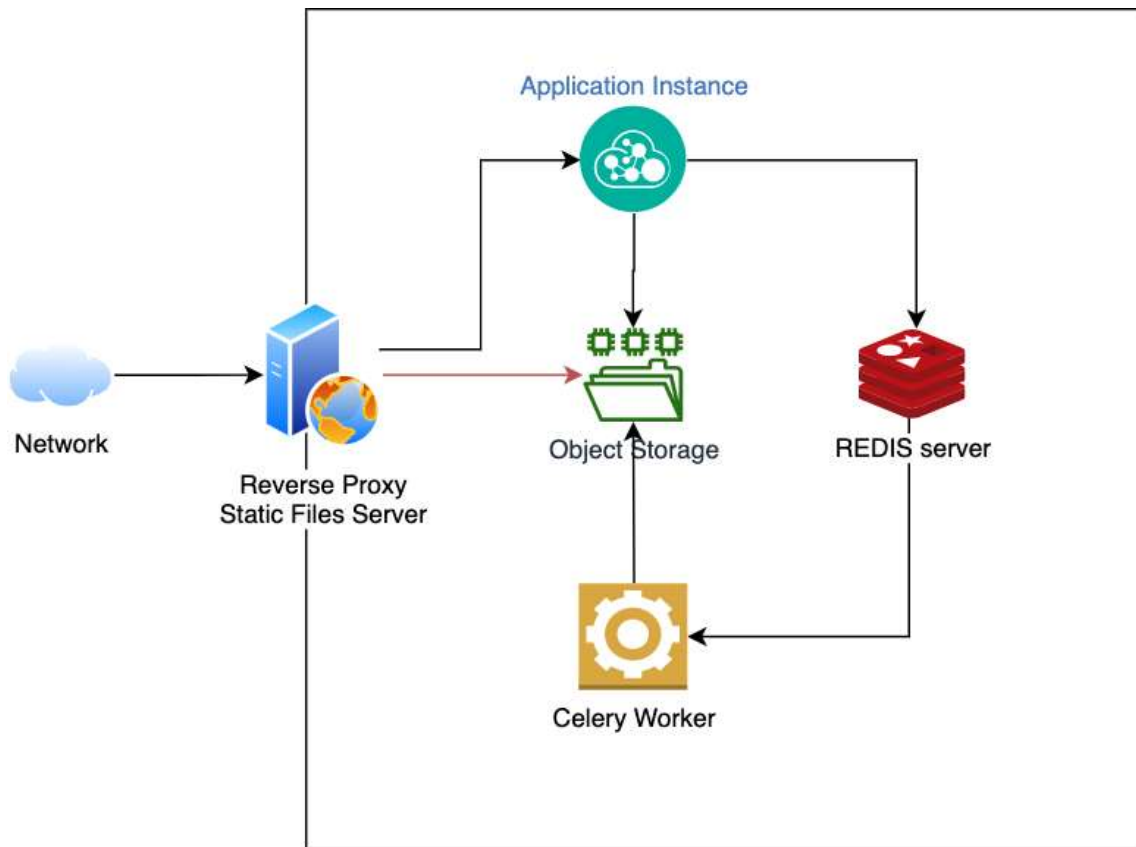 Application Instance
Network
Object Storage
REDIS server
Reverse Proxy
Static Files Server
Celery Worker